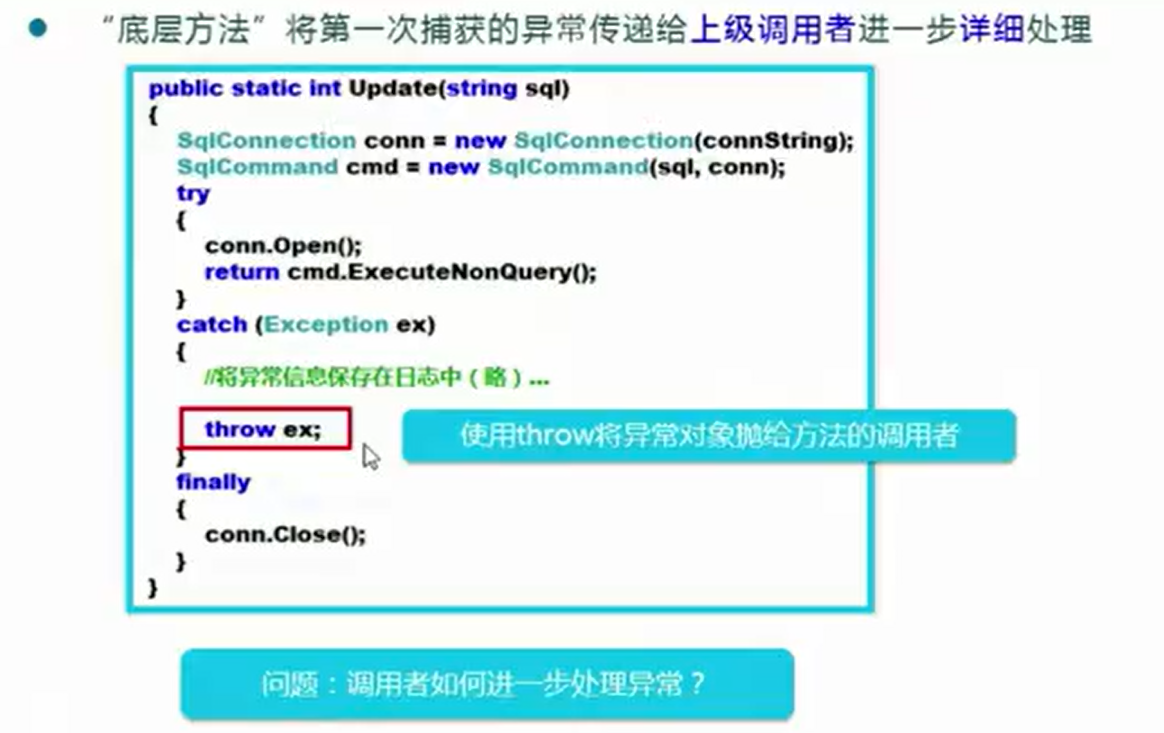 “底层方法”将第一次捕获的异常传递给上级调用者进一步详细处理
public static int Update(string sql)
{
SqlConnection conn = new SqlConnection(connString);
SqlCommand cmd = new SqlCommand(sql, conn);
try
{
conn.Open();
return cmd.ExecuteNonQuery();
}
catch (Exception ex)
{
//将异常信息保存在日志中（略）...
throw ex;
使用throw将异常对象抛给方法的调用者
}
finally
{
conn.Close();
}
}
问题：调用者如何进一步处理异常？